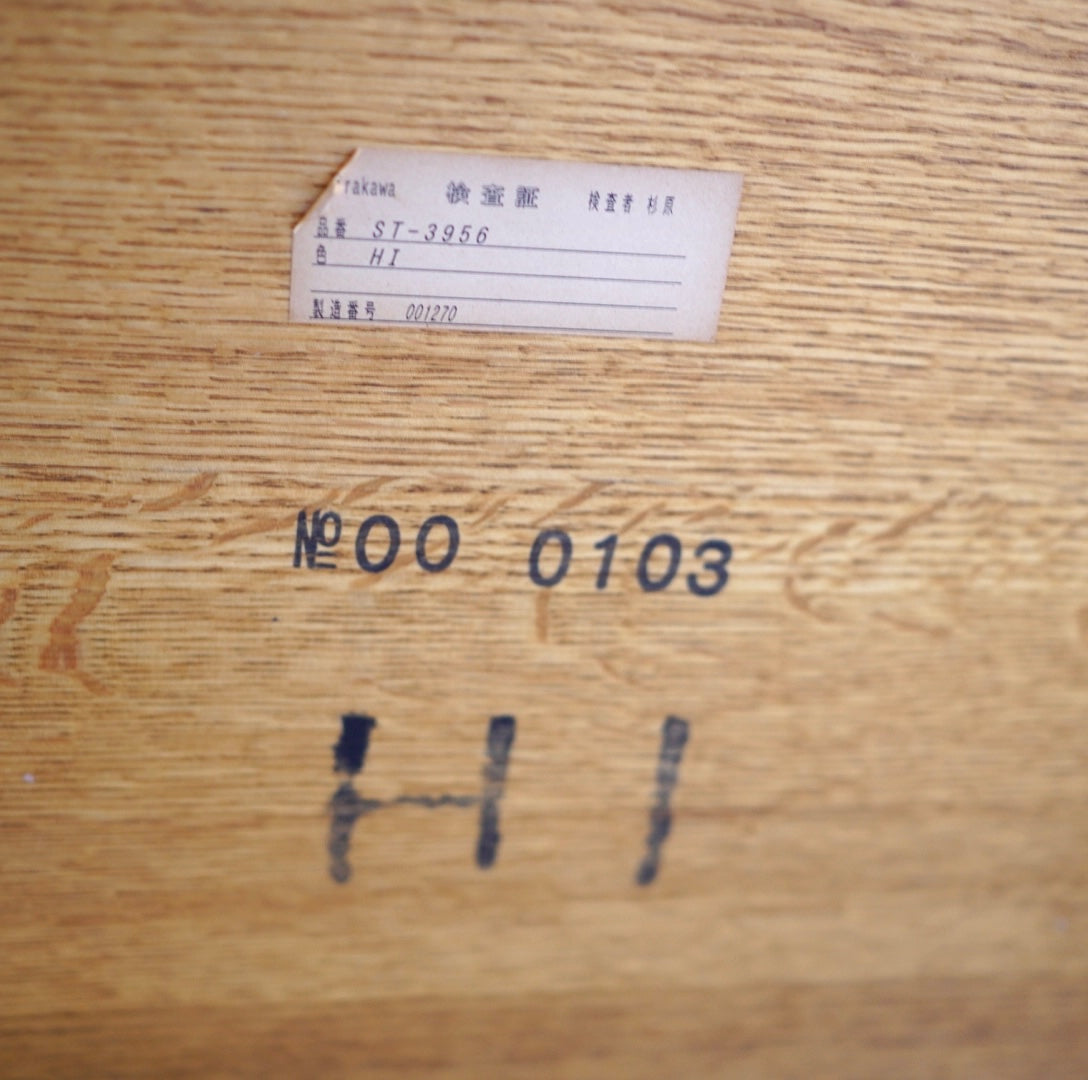 rakawa 検査証 検査者 杉原
品番 ST-3956
色 HI
製造番号 001270
№00 0103
HI